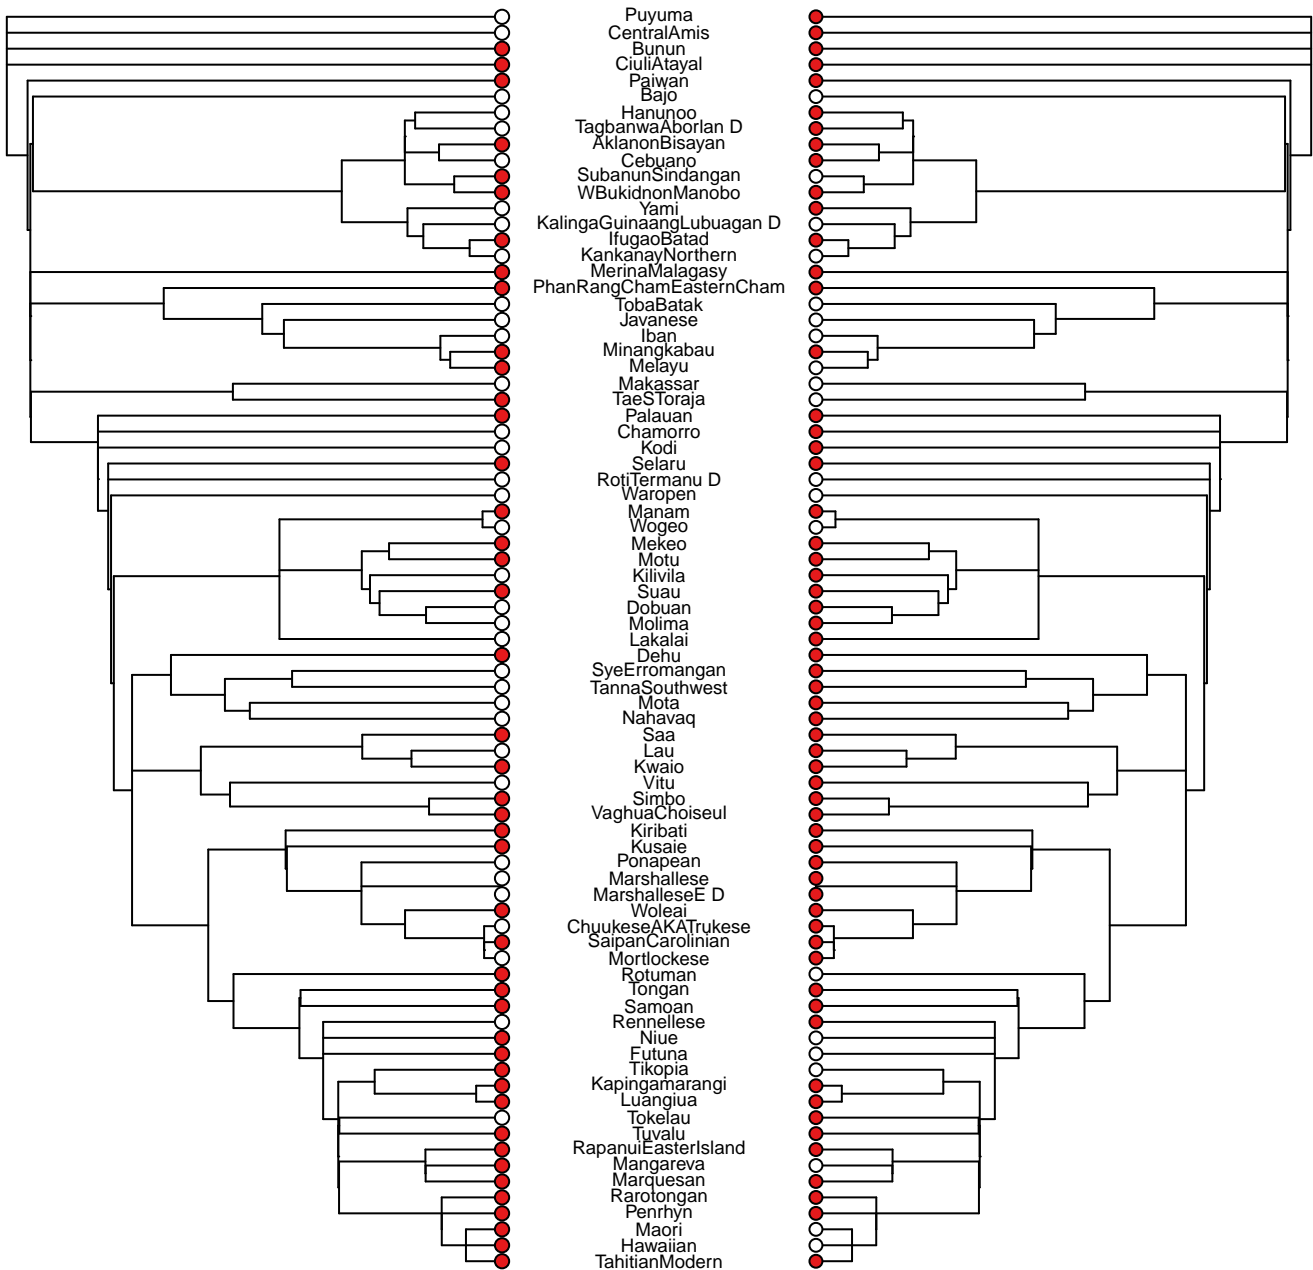 Puyuma
CentralAmis
Bunun
CiuliAtayal
Paiwan
Bajo
Hanunoo
TagbanwaAborlan D
AklanonBisayan
Cebuano
SubanunSindangan
WBukidnonManobo
Yami
KalingaGuinaangLubuagan D
IfugaoBatad
KankanayNorthern
MerinaMalagasy
PhanRangChamEasternCham
TobaBatak
Javanese
Iban
Minangkabau
Melayu
Makassar
TaeSToraja
Palauan
Chamorro
Kodi
Selaru
RotiTermanu D
Waropen
Manam
Wogeo
Mekeo
Motu
Kilivila
Suau
Dobuan
Molima
Lakalai
Dehu
SyeErromangan
TannaSouthwest
Mota
Nahavaq
Saa
Lau
Kwaio
Vitu
Simbo
VaghuaChoiseul
Kiribati
Kusaie
Ponapean
Marshallese
MarshalleseE D
Woleai
ChuukeseAKATrukese
SaipanCarolinian
Mortlockese
Rotuman
Tongan
Samoan
Rennellese
Niue
Futuna
Tikopia
Kapingamarangi
Luangiua
Tokelau
Tuvalu
RapanuiEasterIsland
Mangareva
Marquesan
Rarotongan
Penrhyn
Maori
Hawaiian
TahitianModern